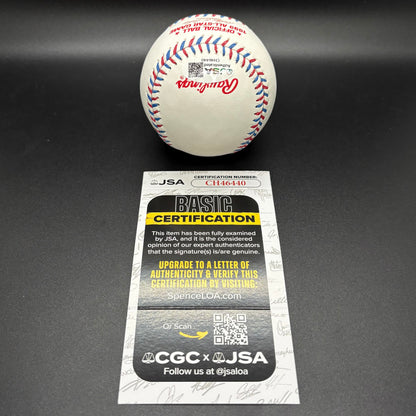 OFFICIAL BALL
1999 ALL-STAR GAME
Rawlings
JSA
CH46440
JSA
CERTIFICATION NUMBER:
CH46440
BASIC
CERTIFICATION
This item has been fully examined
by JSA, and it is the considered
opinion of our expert authenticators
that the signature(s) is/are genuine.
UPGRADE TO A LETTER OF
AUTHENTICITY & VERIFY THIS
CERTIFICATION BY VISITING:
SpenceLOA.com
Or Scan
CGC x JSA
Follow us at @jsaloa